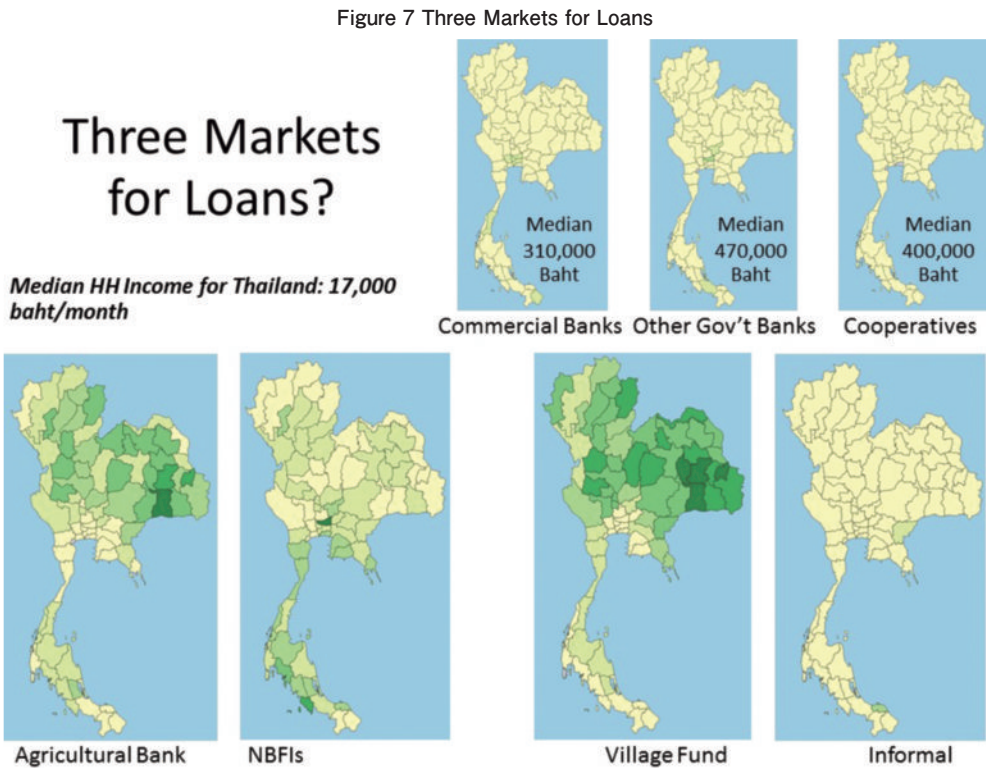 Figure 7 Three Markets for Loans
Three Markets
for Loans?
Median HH Income for Thailand: 17,000
baht/month
Median
310,000
Baht
Median
470,000
Baht
Median
400,000
Baht
Commercial Banks
Other Gov't Banks
Cooperatives
Agricultural Bank
NBFIs
Village Fund
Informal